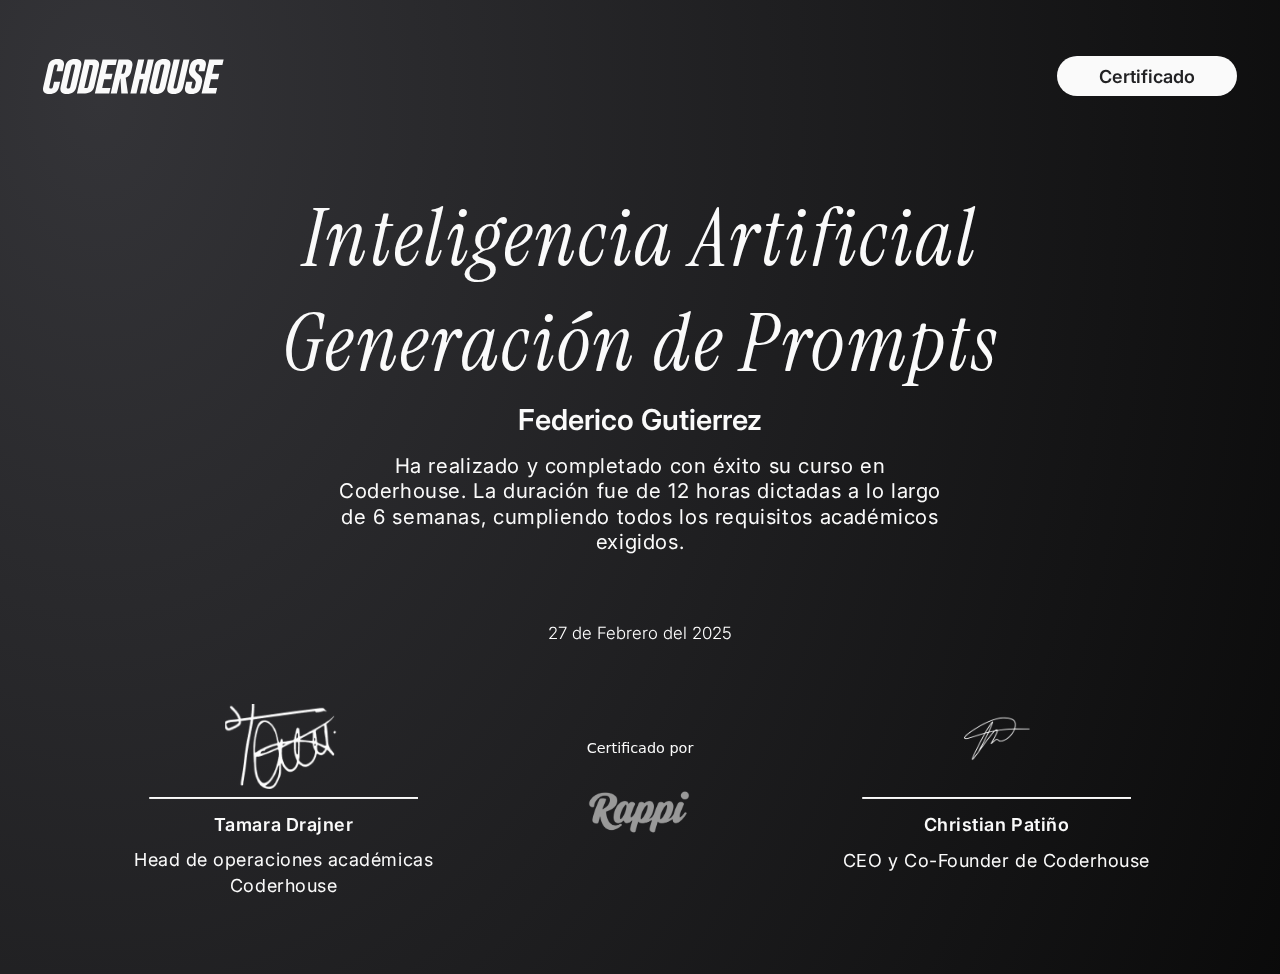 CODERHOUSE
Certificado
Inteligencia Artificial
Generación de Prompts
Federico Gutierrez
Ha realizado y completado con éxito su curso en
Coderhouse. La duración fue de 12 horas dictadas a lo largo
de 6 semanas, cumpliendo todos los requisitos académicos
exigidos.
27 de Febrero del 2025
Tamara Drajner
Head de operaciones académicas
Coderhouse
Certificado por
Rappi
Christian Patiño
CEO y Co-Founder de Coderhouse